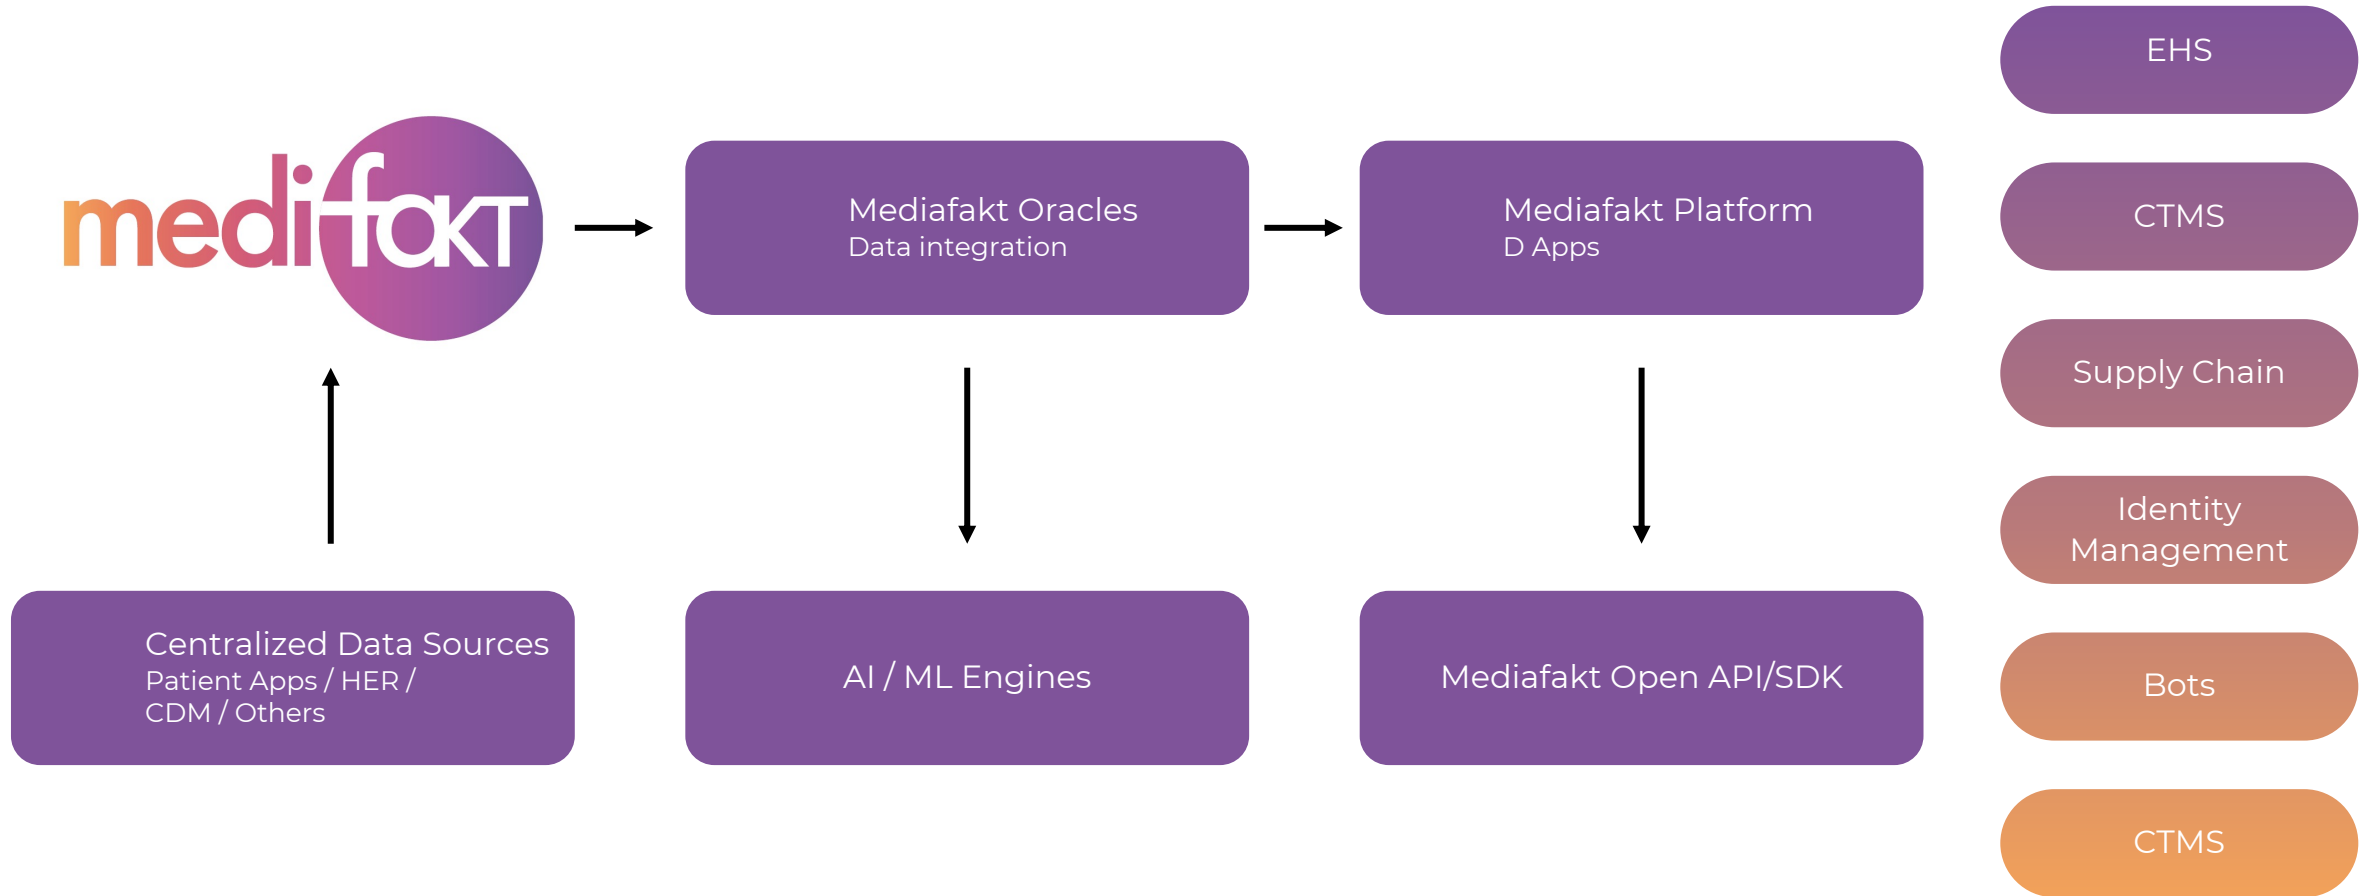 medifakt
Mediafakt Oracles
Data integration
Mediafakt Platform
D Apps
Centralized Data Sources
Patient Apps / HER /
CDM / Others
AI / ML Engines
Mediafakt Open API/SDK
EHS
CTMS
Supply Chain
Identity
Management
Bots
CTMS